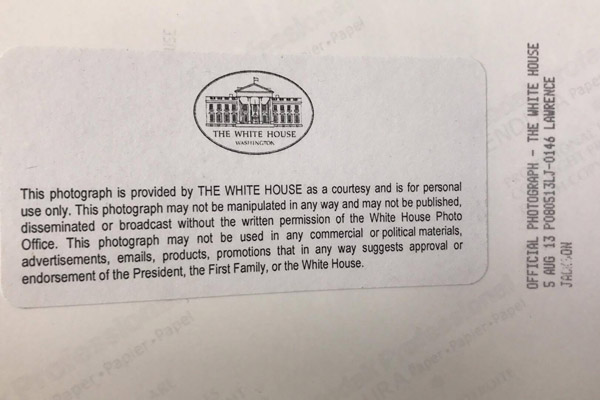 THE WHITE HOUSE
WASHINGTON
This photograph is provided by THE WHITE HOUSE as a courtesy and is for personal
use only. This photograph may not be manipulated in any way and may not be published,
disseminated or broadcast without the written permission of the White House Photo
Office. This photograph may not be used in any commercial or political materials,
advertisements, emails, products, promotions that in any way suggests approval or
endorsement of the President, the First Family, or the White House.
OFFICIAL PHOTOGRAPH - THE WHITE HOUSE
5 AUG 13 P080513LJ-0146 LAWRENCE
JACKSON